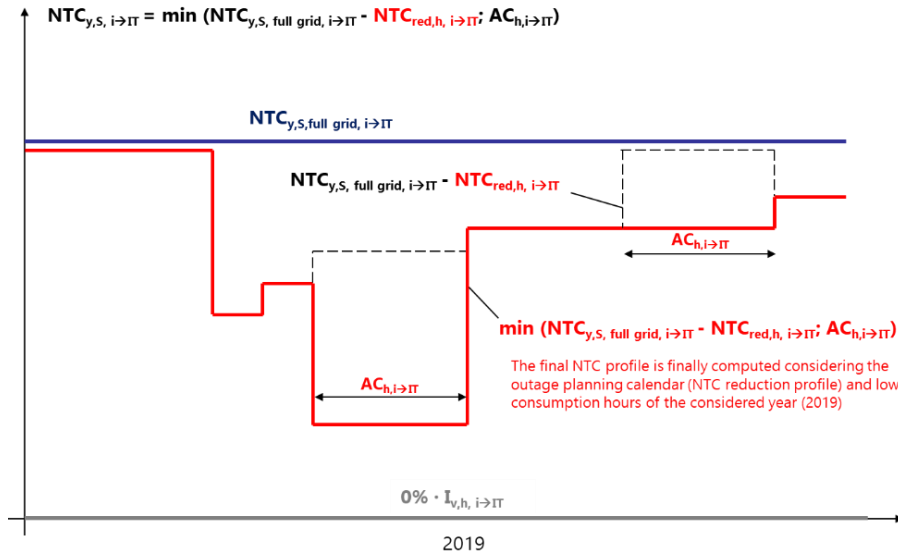 NTCy,S, i→IT = min (NTCy,S, full grid, i→IT - NTCred,h, i→IT; ACh,i→IT)
NTCy,S,full grid, i→IT
NTCy,S, full grid, i→IT - NTCred,h, i→IT
ACh,i→IT
min (NTCy,S, full grid, i→IT - NTCred,h, i→IT; ACh,i→IT)
The final NTC profile is finally computed considering the
outage planning calendar (NTC reduction profile) and low
consumption hours of the considered year (2019)
ACh,i→IT
0% · Iv,h, i→IT
2019